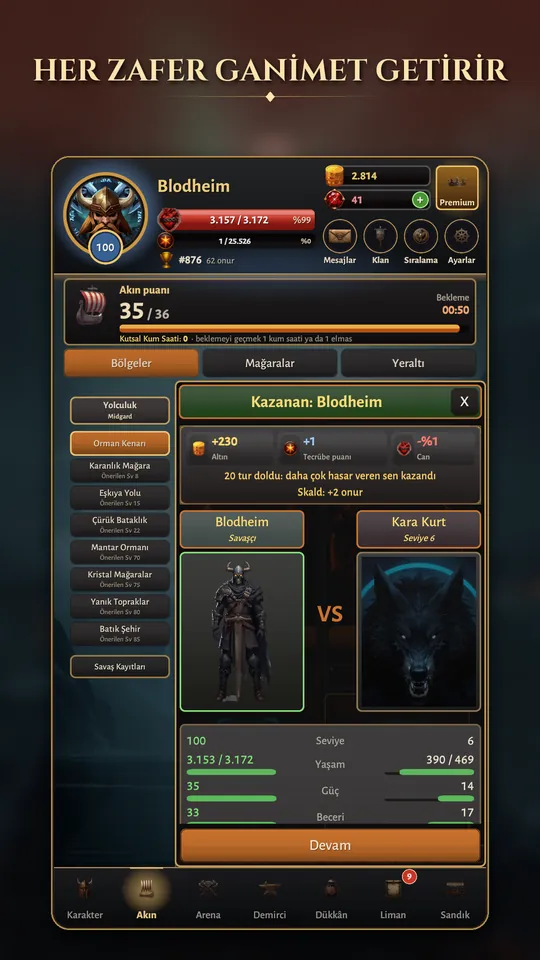 HER ZAFER GANİMET GETİRİR
Blodheim
100
3.157 / 3.172 %99
1 / 25.526 %0
#876 62 onur
2.814
41 +
Premium
Mesajlar Klan Sıralama Ayarlar
Akın puanı
35 / 36
Bekleme
00:50
Kutsal Kum Saati: 0 · beklemeyi geçmek 1 kum saati ya da 1 elmas
Bölgeler Mağaralar Yeraltı
Yolculuk
Midgard
Orman Kenarı
Karanlık Mağara
Önerilen Sv 8
Eşkıya Yolu
Önerilen Sv 15
Çürük Bataklık
Önerilen Sv 22
Mantar Ormanı
Önerilen Sv 70
Kristal Mağaralar
Önerilen Sv 75
Yanık Topraklar
Önerilen Sv 80
Batık Şehir
Önerilen Sv 85
Savaş Kayıtları
Kazanan: Blodheim X
+230
Altın
+1
Tecrübe puanı
-%1
Can
20 tur doldu: daha çok hasar veren sen kazandı
Skald: +2 onur
Blodheim
Savaşçı
VS
Kara Kurt
Seviye 6
100 Seviye 6
3.153 / 3.172 Yaşam 390 / 469
35 Güç 14
33 Beceri 17
Devam
9
Karakter Akın Arena Demirci Dükkân Liman Sandık